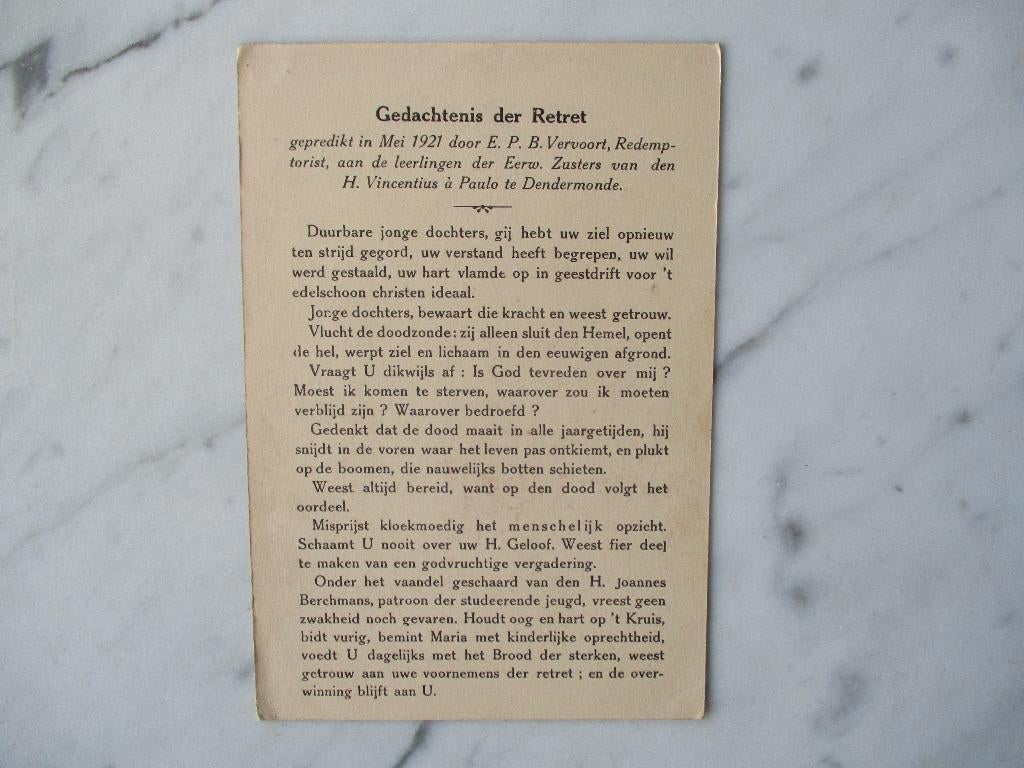 Gedachtenis der Retret
gepredikt in Mei 1921 door E. P. B. Vervoort, Redemp-
torist, aan de leerlingen der Eerw. Zusters van den
H. Vincentius à Paulo te Dendermonde.
Duurbare jonge dochters, gij hebt uw ziel opnieuw
ten strijd gegord, uw verstand heeft begrepen, uw wil
werd gestaald, uw hart vlamde op in geestdrift voor 't
edelschoon christen ideaal.
Jonge dochters, bewaart die kracht en weest getrouw.
Vlucht de doodzonde: zij alleen sluit den Hemel, opent
de hel, werpt ziel en lichaam in den eeuwigen afgrond.
Vraagt U dikwijls af : Is God tevreden over mij ?
Moest ik komen te sterven, waarover zou ik moeten
verblijd zijn ? Waarover bedroefd ?
Gedenkt dat de dood maait in alle jaargetijden, hij
snijdt in de voren waar het leven pas ontkiemt, en plukt
op de boomen, die nauwelijks botten schieten.
Weest altijd bereid, want op den dood volgt het
oordeel.
Misprijst kloekmoedig het menschelijk opzicht.
Schaamt U nooit over uw H. Geloof. Weest fier deel
te maken van een godvruchtige vergadering.
Onder het vaandel geschaard van den H. Joannes
Berchmans, patroon der studeerende jeugd, vreest geen
zwakheid noch gevaren. Houdt oog en hart op 't Kruis,
bidt vurig, bemint Maria met kinderlijke oprechtheid,
voedt U dagelijks met het Brood der sterken, weest
getrouw aan uwe voornemens der retret ; en de over-
winning blijft aan U.